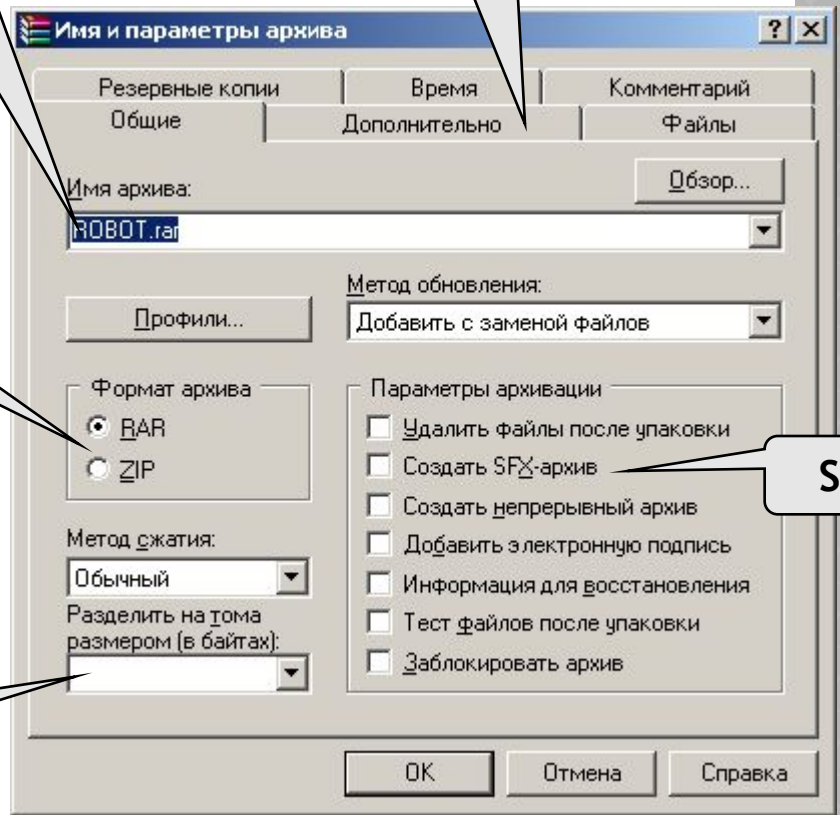 Имя и параметры архива
Резервные копии Время Комментарий
Общие Дополнительно Файлы
Имя архива:
Обзор...
ROBOT.rar
Профили...
Метод обновления:
Добавить с заменой файлов
Формат архива
RAR
ZIP
Метод сжатия:
Обычный
Разделить на тома
размером (в байтах):
Параметры архивации
Удалить файлы после упаковки
Создать SFX-архив
Создать непрерывный архив
Добавить электронную подпись
Информация для восстановления
Тест файлов после упаковки
Заблокировать архив
S
OK Отмена Справка